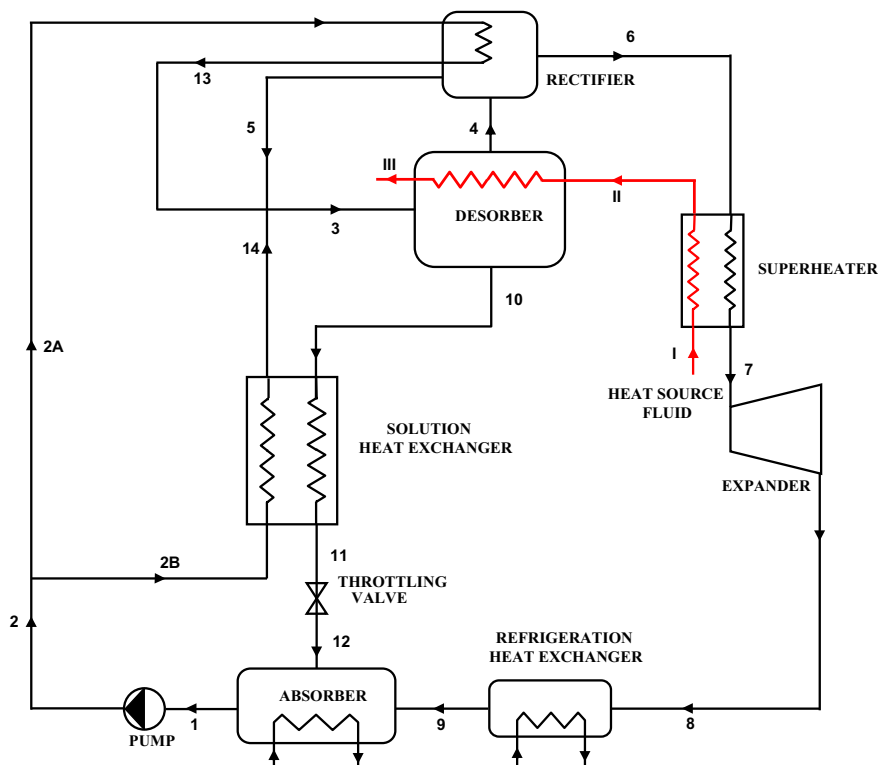 6
RECTIFIER
13
5
4
III
II
DESORBER
3
14
SUPERHEATER
10
2A
I
7
HEAT SOURCE
FLUID
SOLUTION
HEAT EXCHANGER
EXPANDER
2B
11
THROTTLING
VALVE
2
12
REFRIGERATION
HEAT EXCHANGER
ABSORBER
1
9
8
PUMP